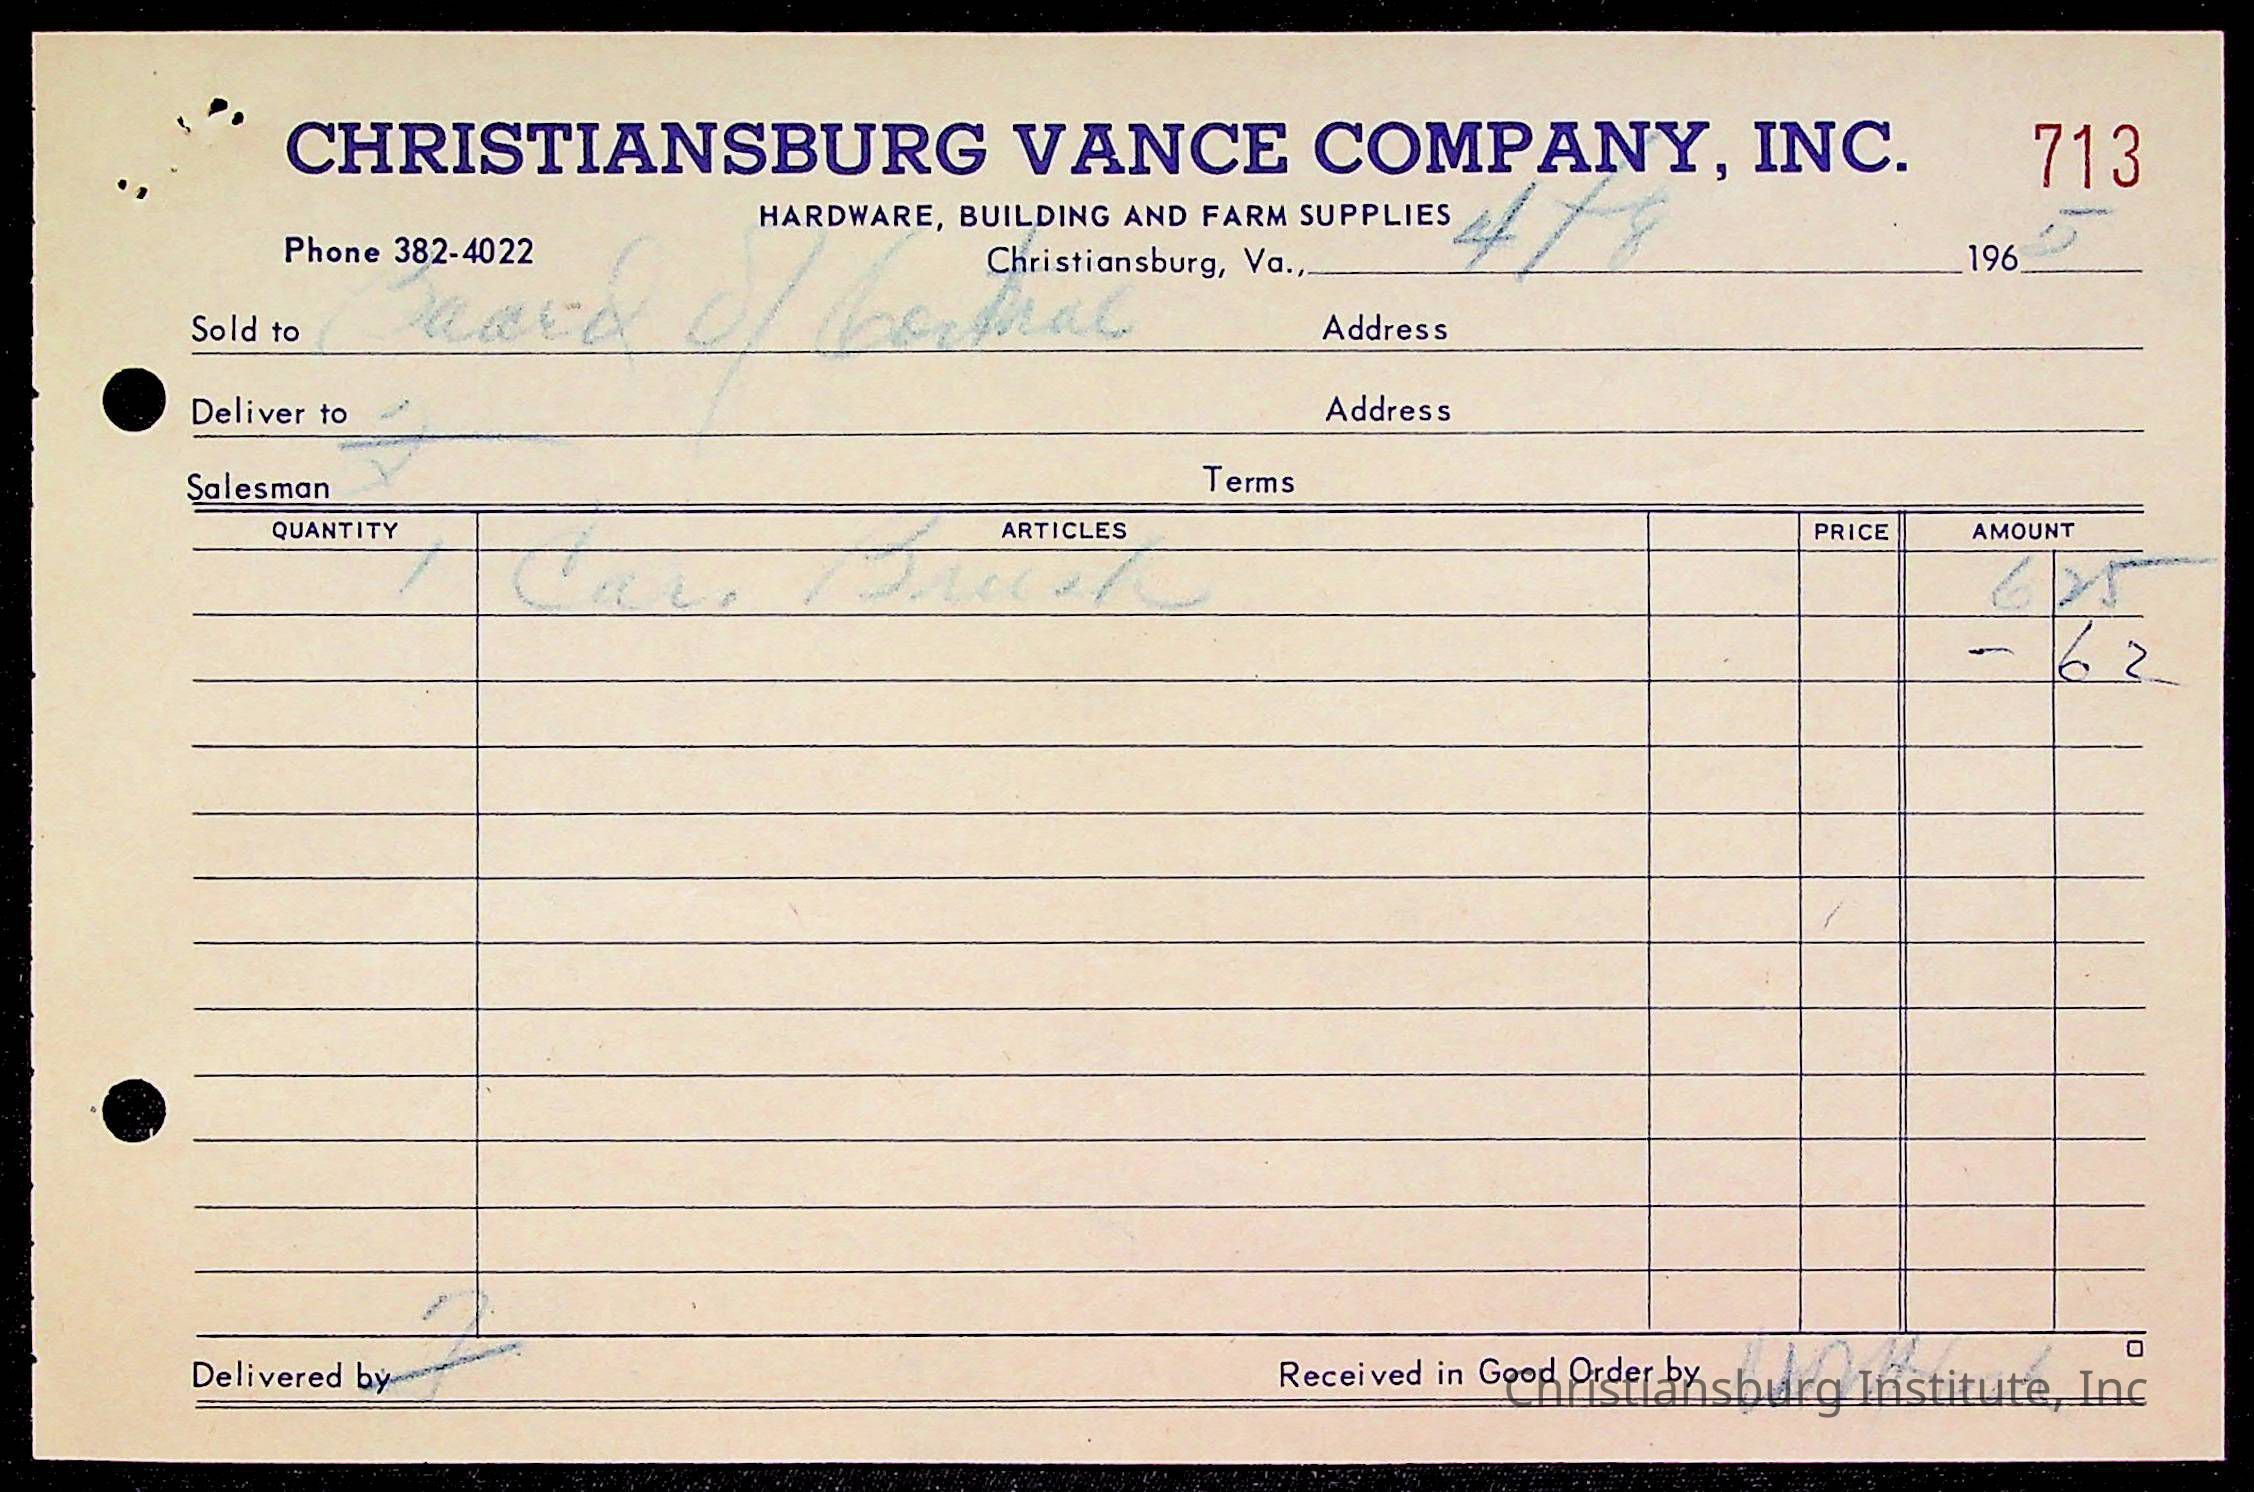 CHRISTIANSBURG VANCE COMPANY, INC. 713
HARDWARE, BUILDING AND FARM SUPPLIES
Phone 382-4022
Christiansburg, Va., 4/8 1965
Sold to Board of Control Address
Deliver to Address
Salesman Terms
QUANTITY ARTICLES PRICE AMOUNT
1 Car. Brush 6 25
- 62
Delivered by Received in Good Order by
Christiansburg Institute, Inc